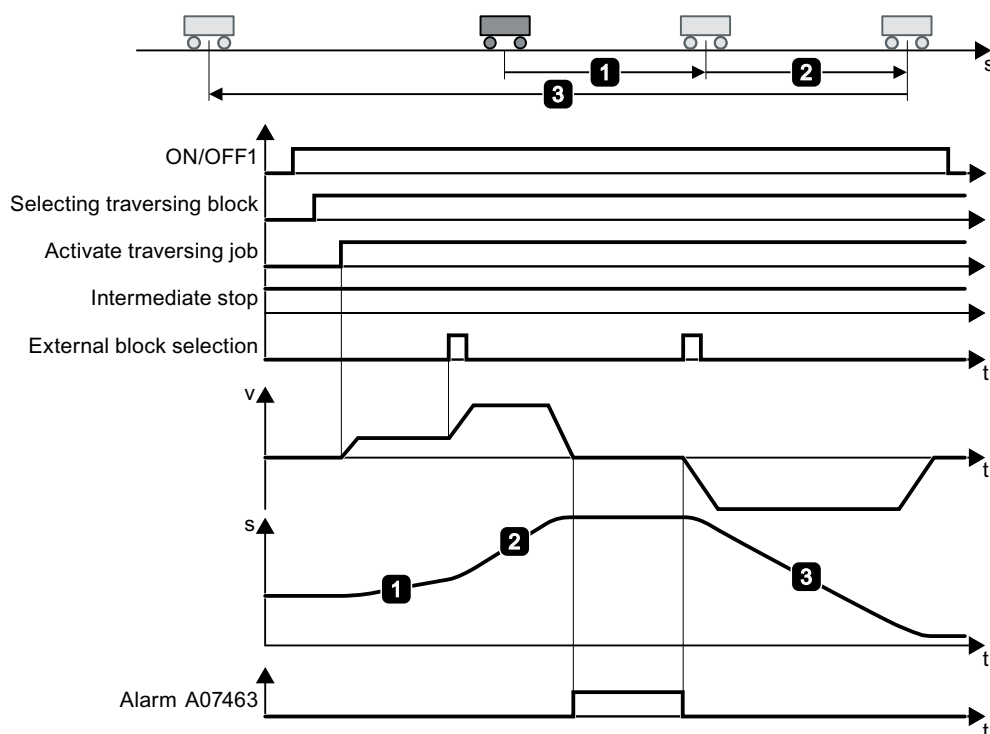 s
1
2
3
ON/OFF1
Selecting traversing block
Activate traversing job
Intermediate stop
External block selection
t
v
t
s
1
2
3
t
Alarm A07463
t